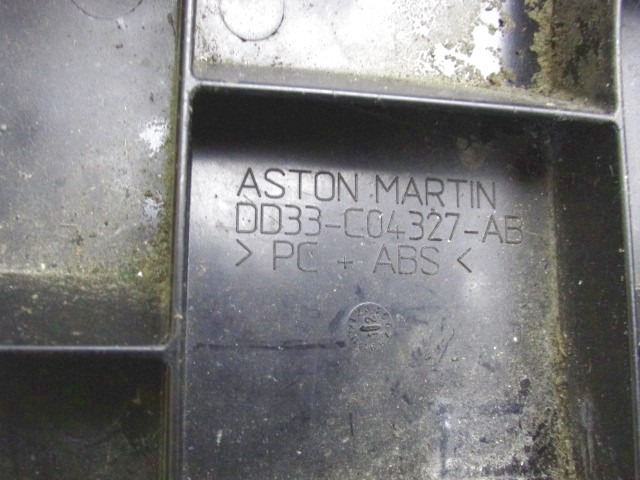 ASTON MARTIN
DD33-C04327-AB
> PC + ABS <